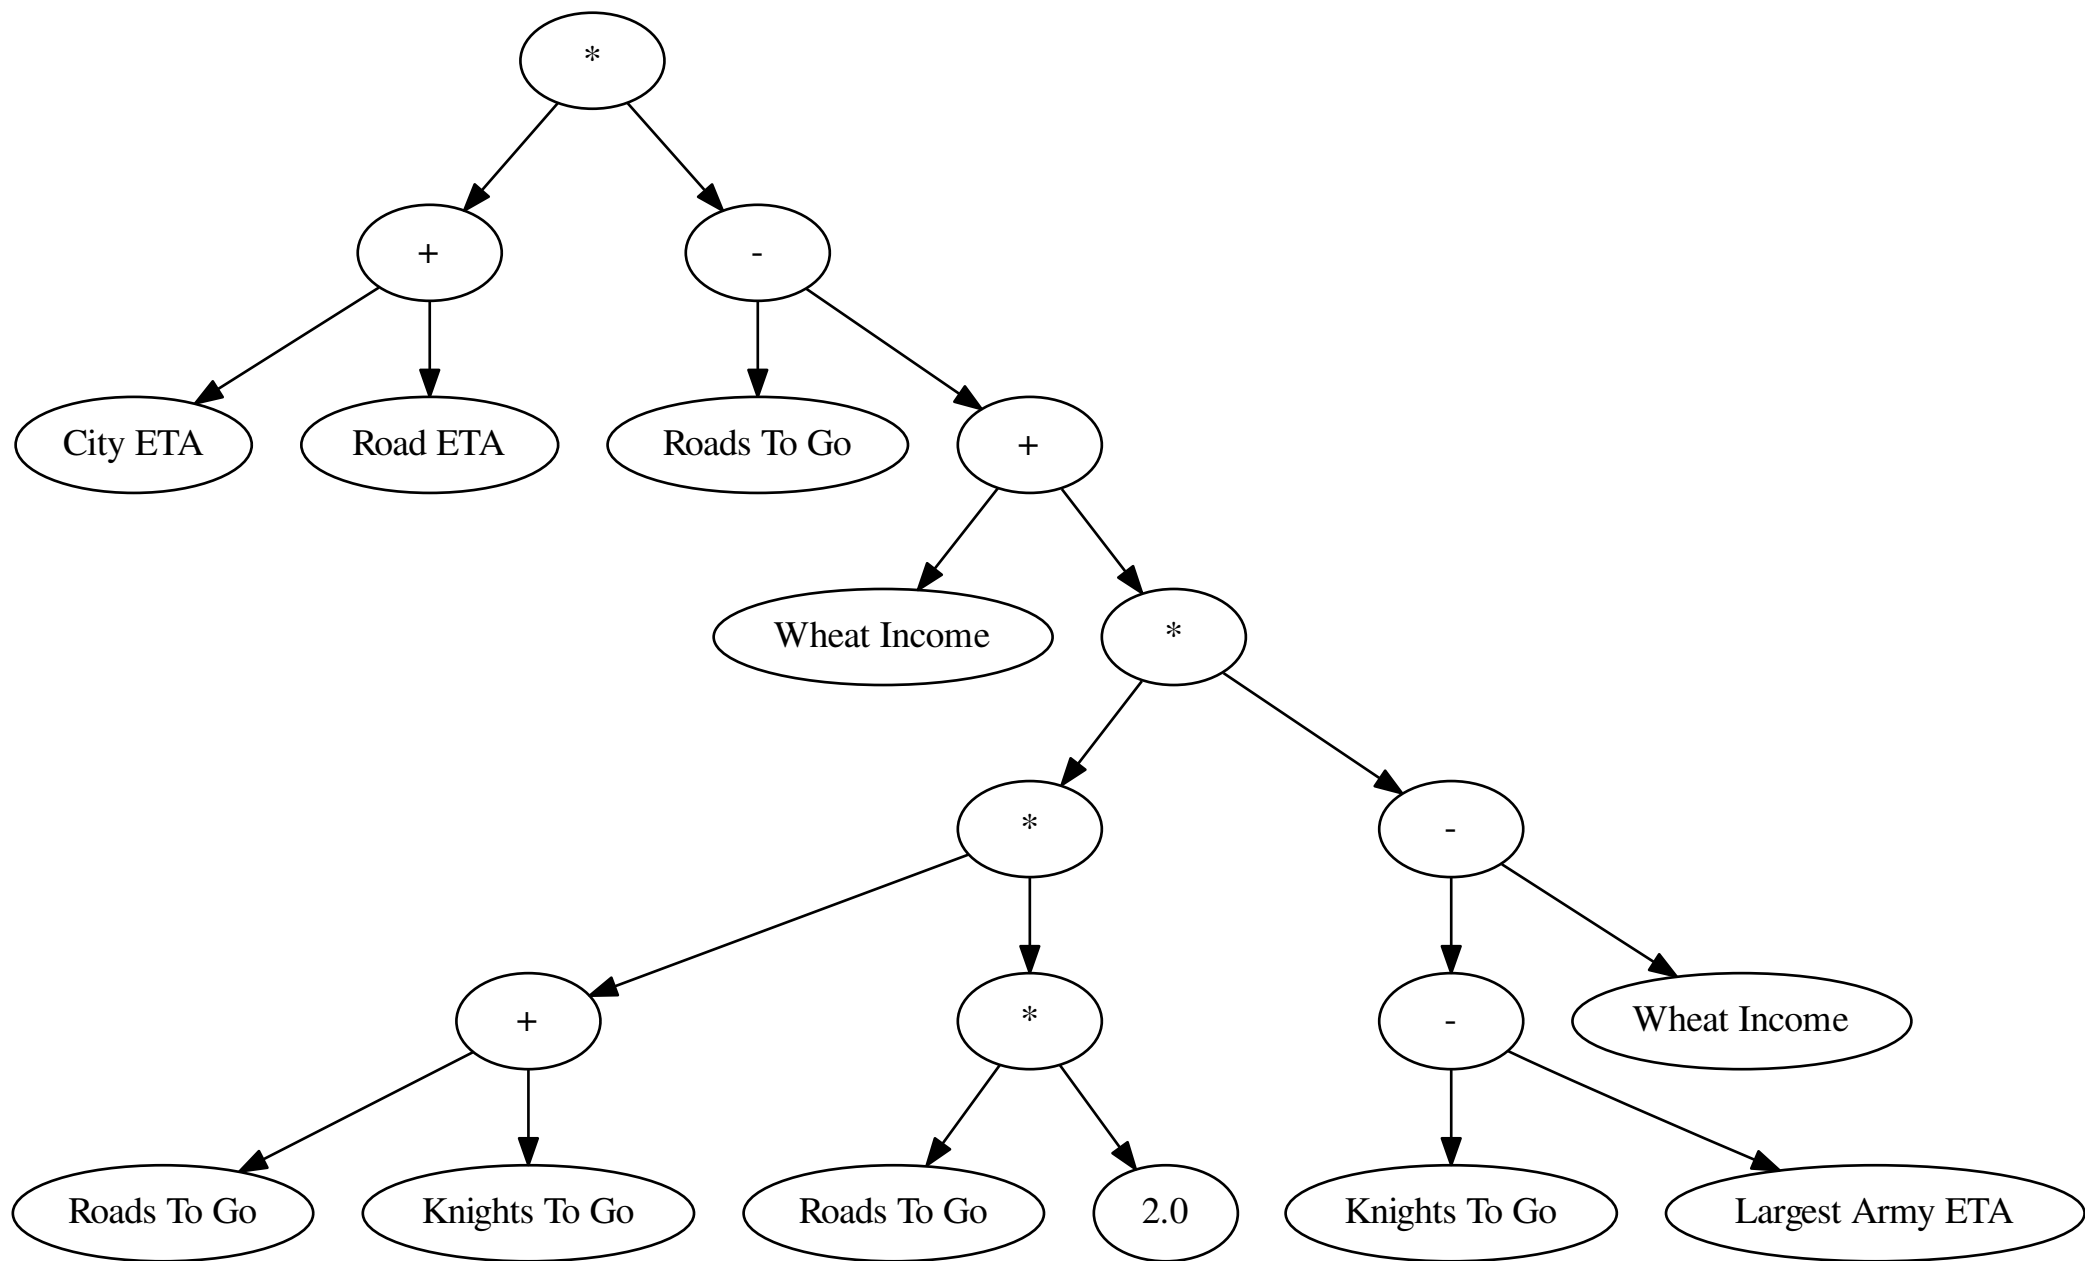 *
+
-
City ETA
Road ETA
Roads To Go
+
Wheat Income
*
*
-
+
*
-
Wheat Income
Roads To Go
Knights To Go
Roads To Go
2.0
Knights To Go
Largest Army ETA